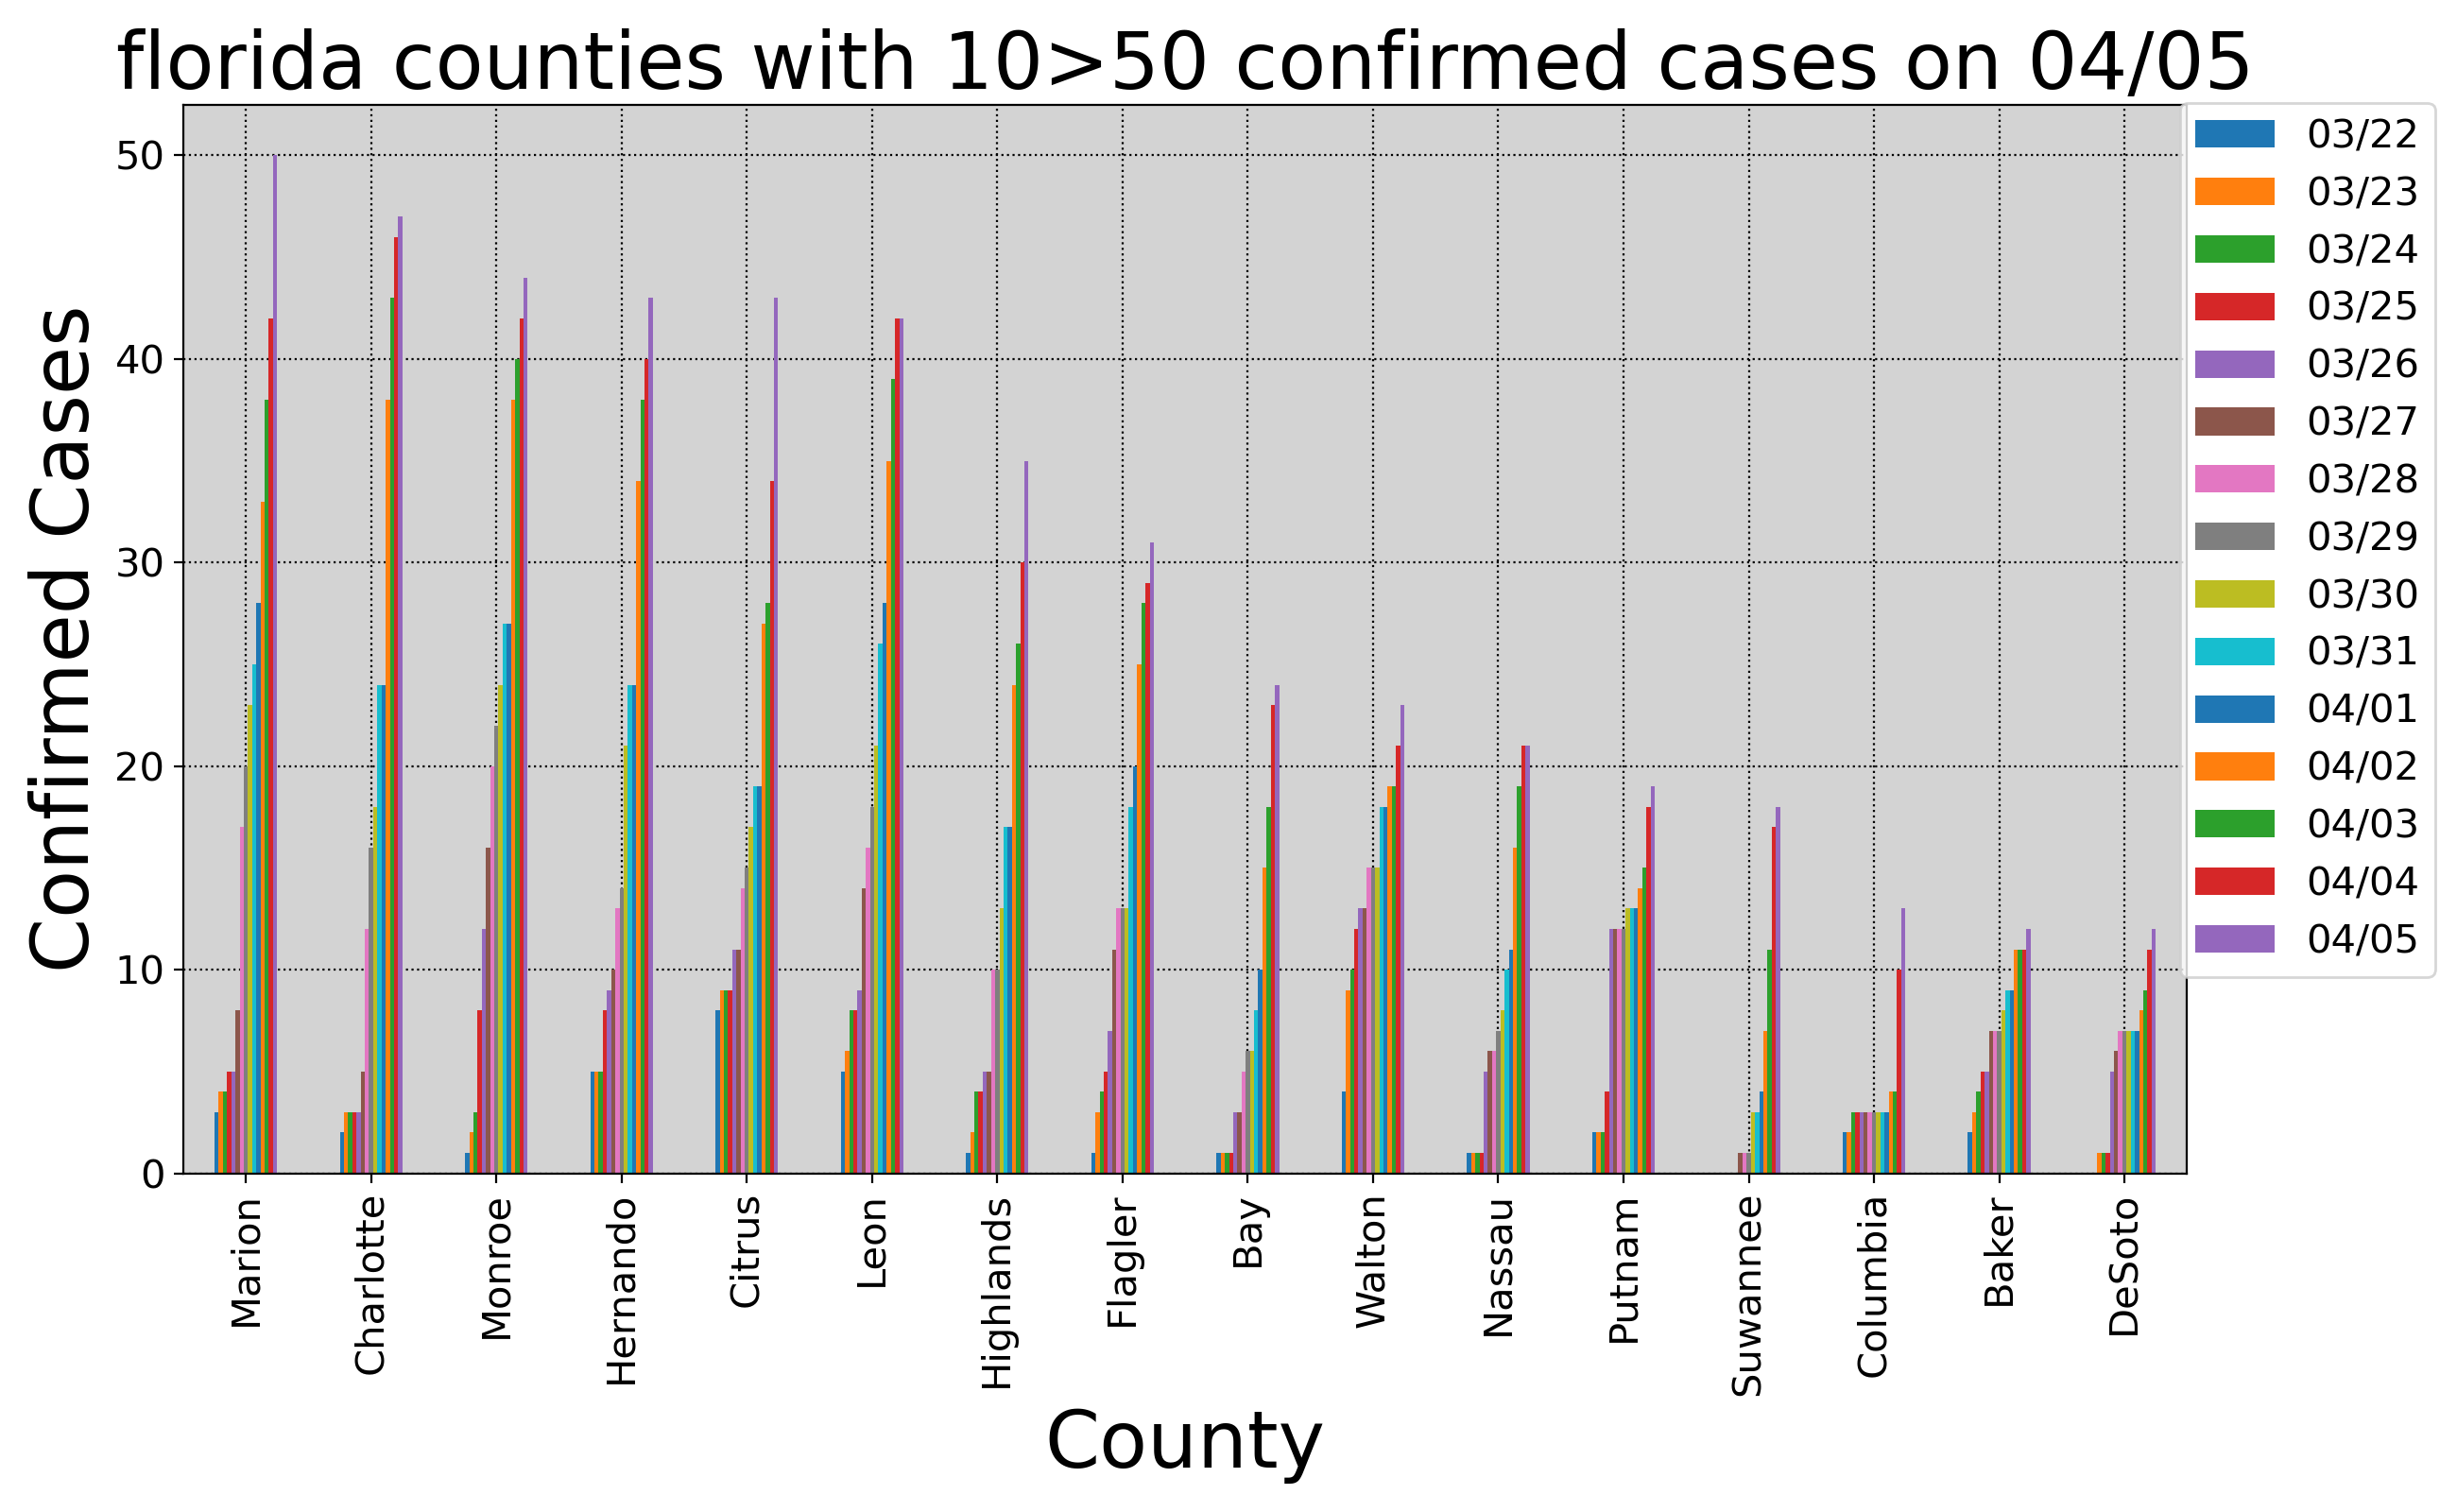 florida counties with 10>50 confirmed cases on 04/05
Confirmed Cases
50
40
30
20
10
0
03/22
03/23
03/24
03/25
03/26
03/27
03/28
03/29
03/30
03/31
04/01
04/02
04/03
04/04
04/05
Marion
Charlotte
Monroe
Hernando
Citrus
Leon
Highlands
Flagler
Bay
Walton
Nassau
Putnam
Suwannee
Columbia
Baker
DeSoto
County